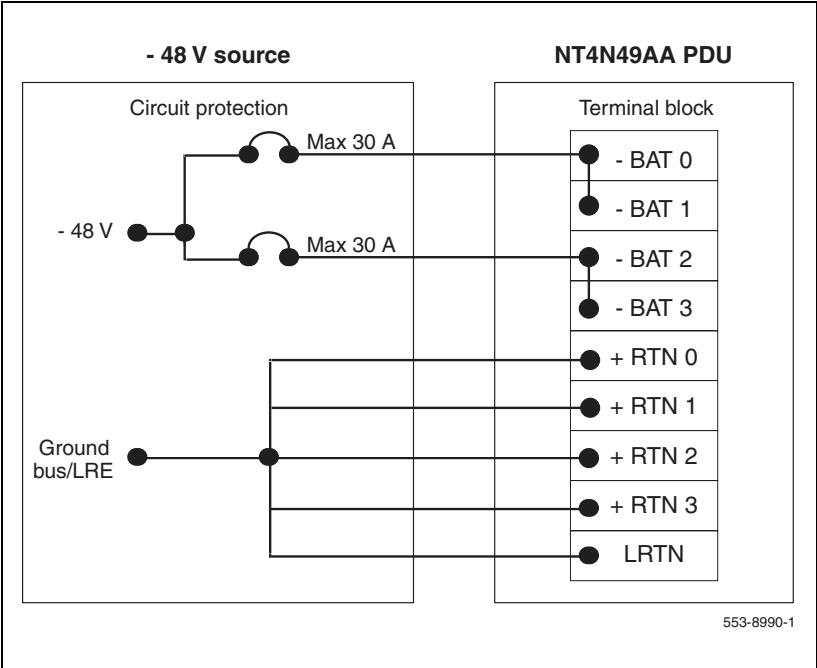 - 48 V source
NT4N49AA PDU
Circuit protection
Terminal block
Max 30 A
- BAT 0
- BAT 1
- 48 V
Max 30 A
- BAT 2
- BAT 3
+ RTN 0
+ RTN 1
Ground
bus/LRE
+ RTN 2
+ RTN 3
LRTN
553-8990-1